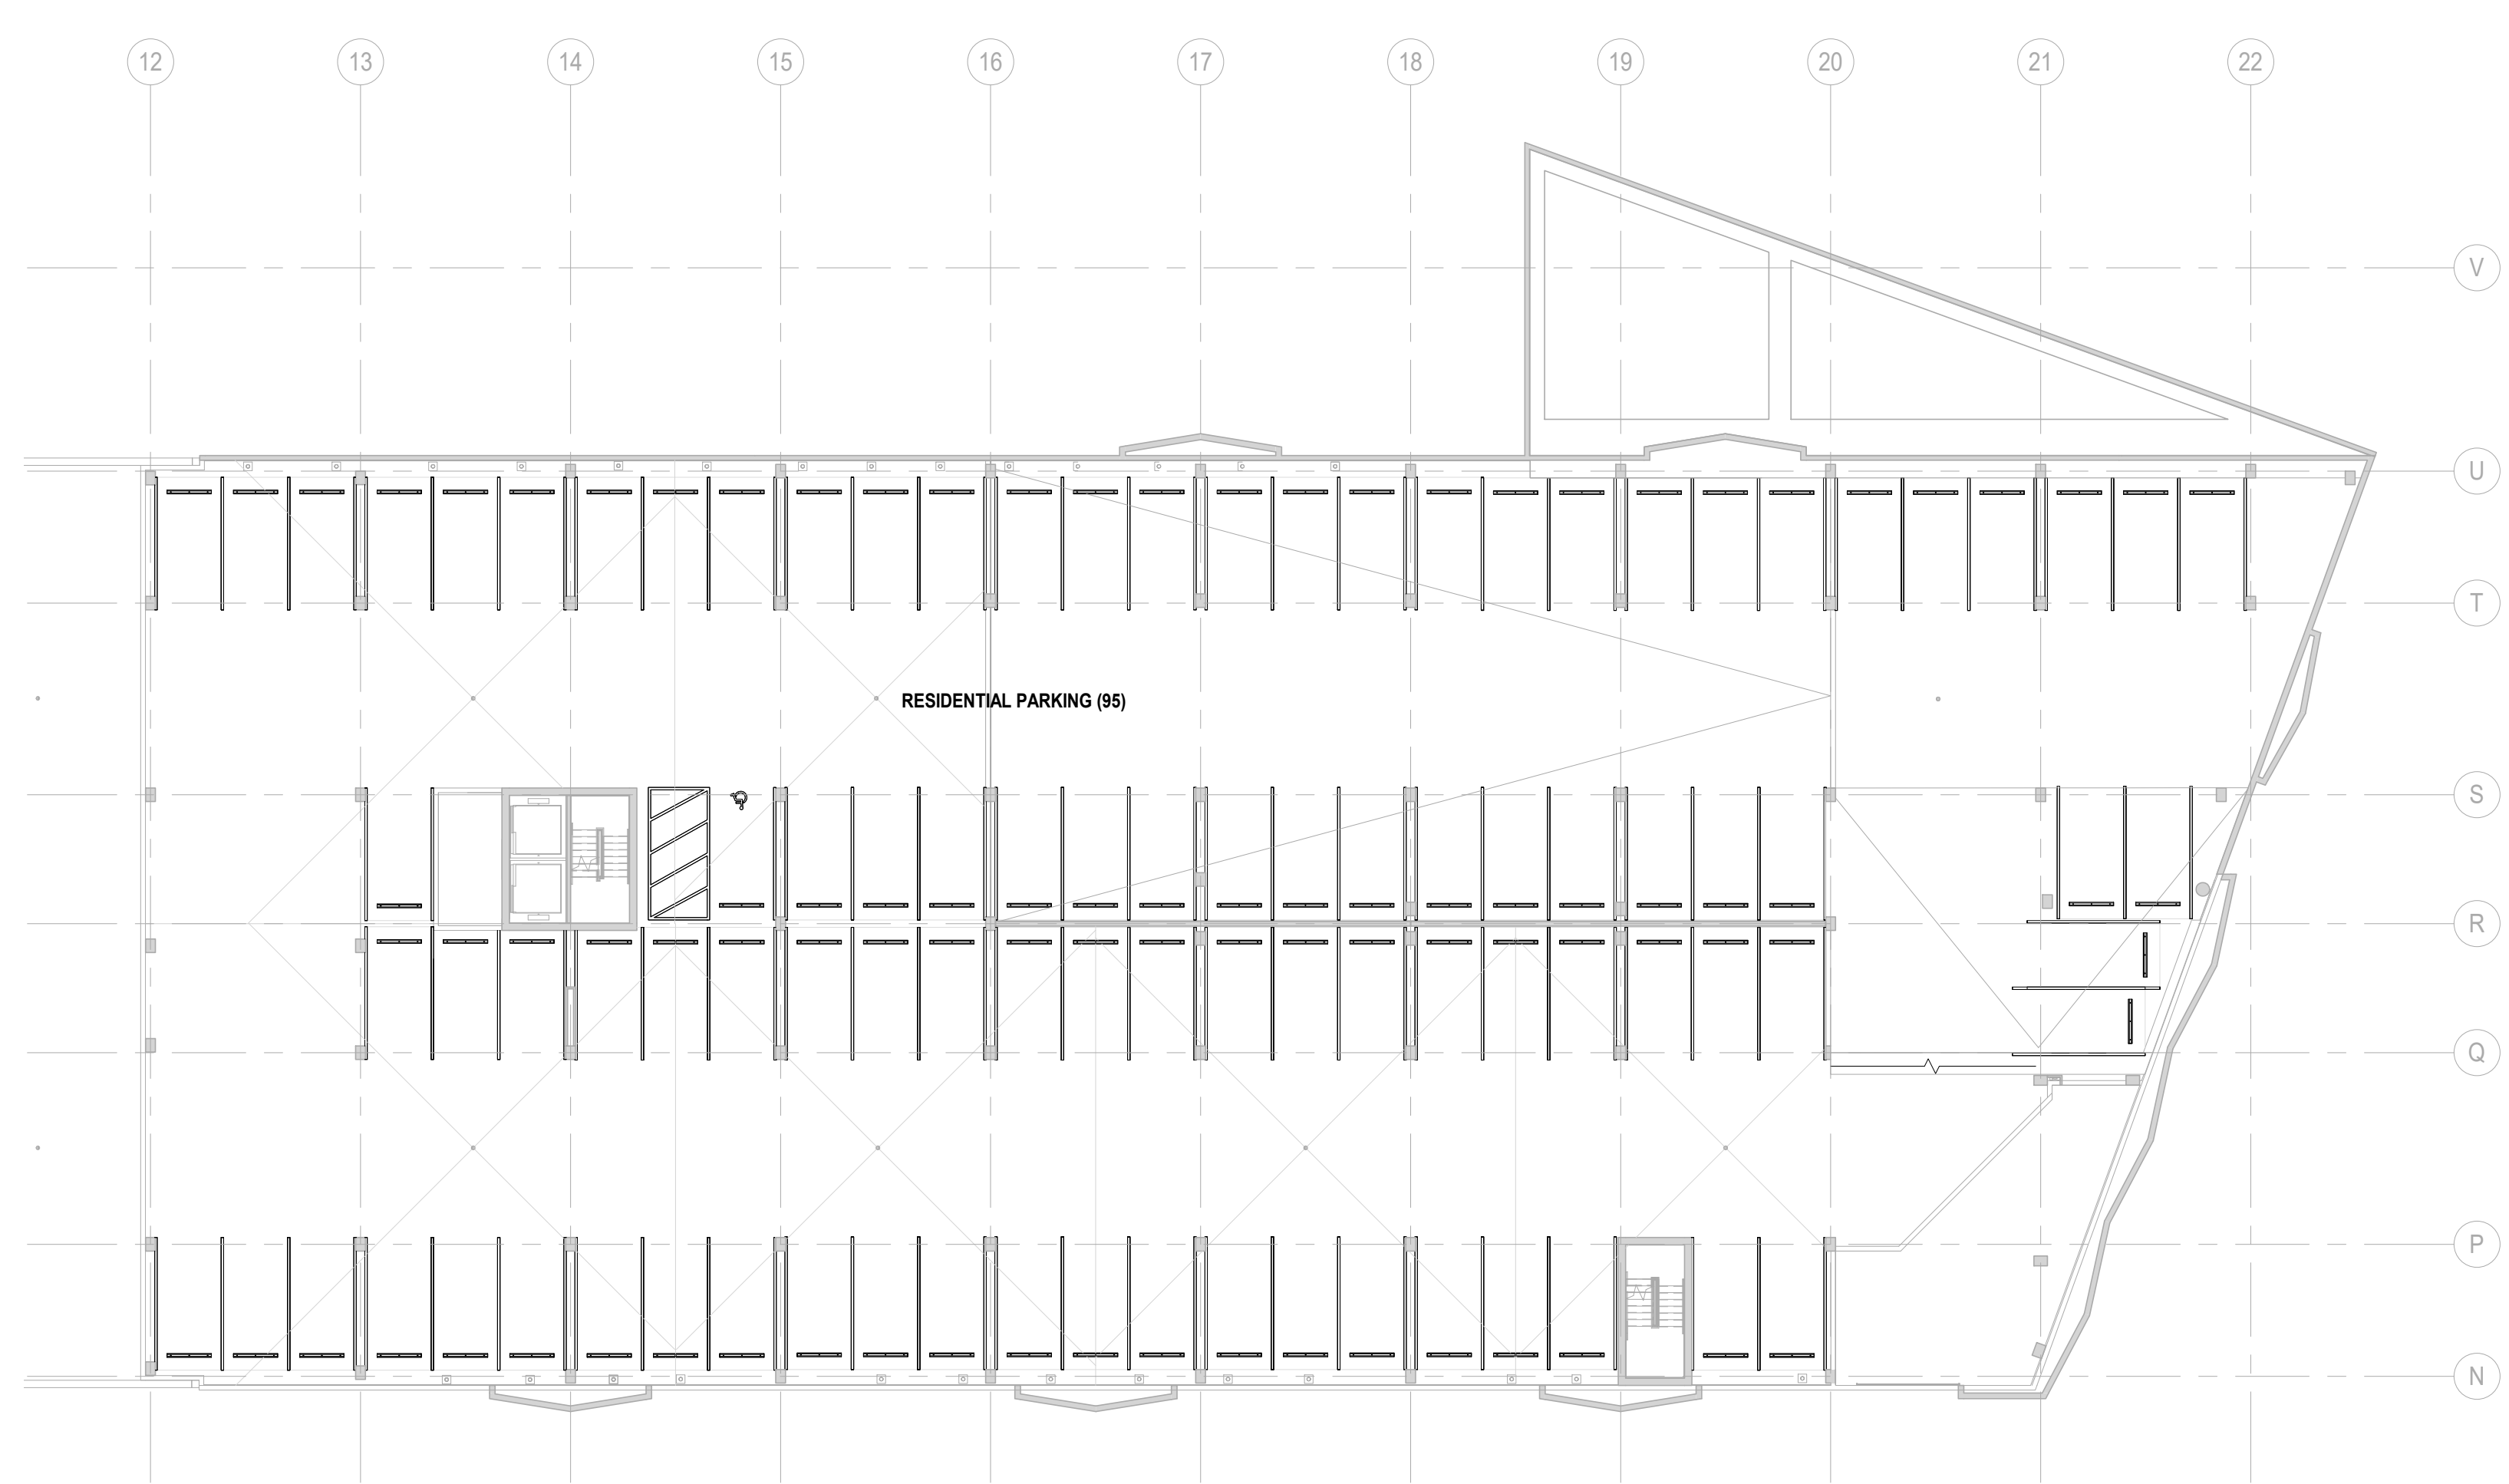 12 13 14 15 16 17 18 19 20 21 22
V
U
T
RESIDENTIAL PARKING (95)
S
R
Q
P
N